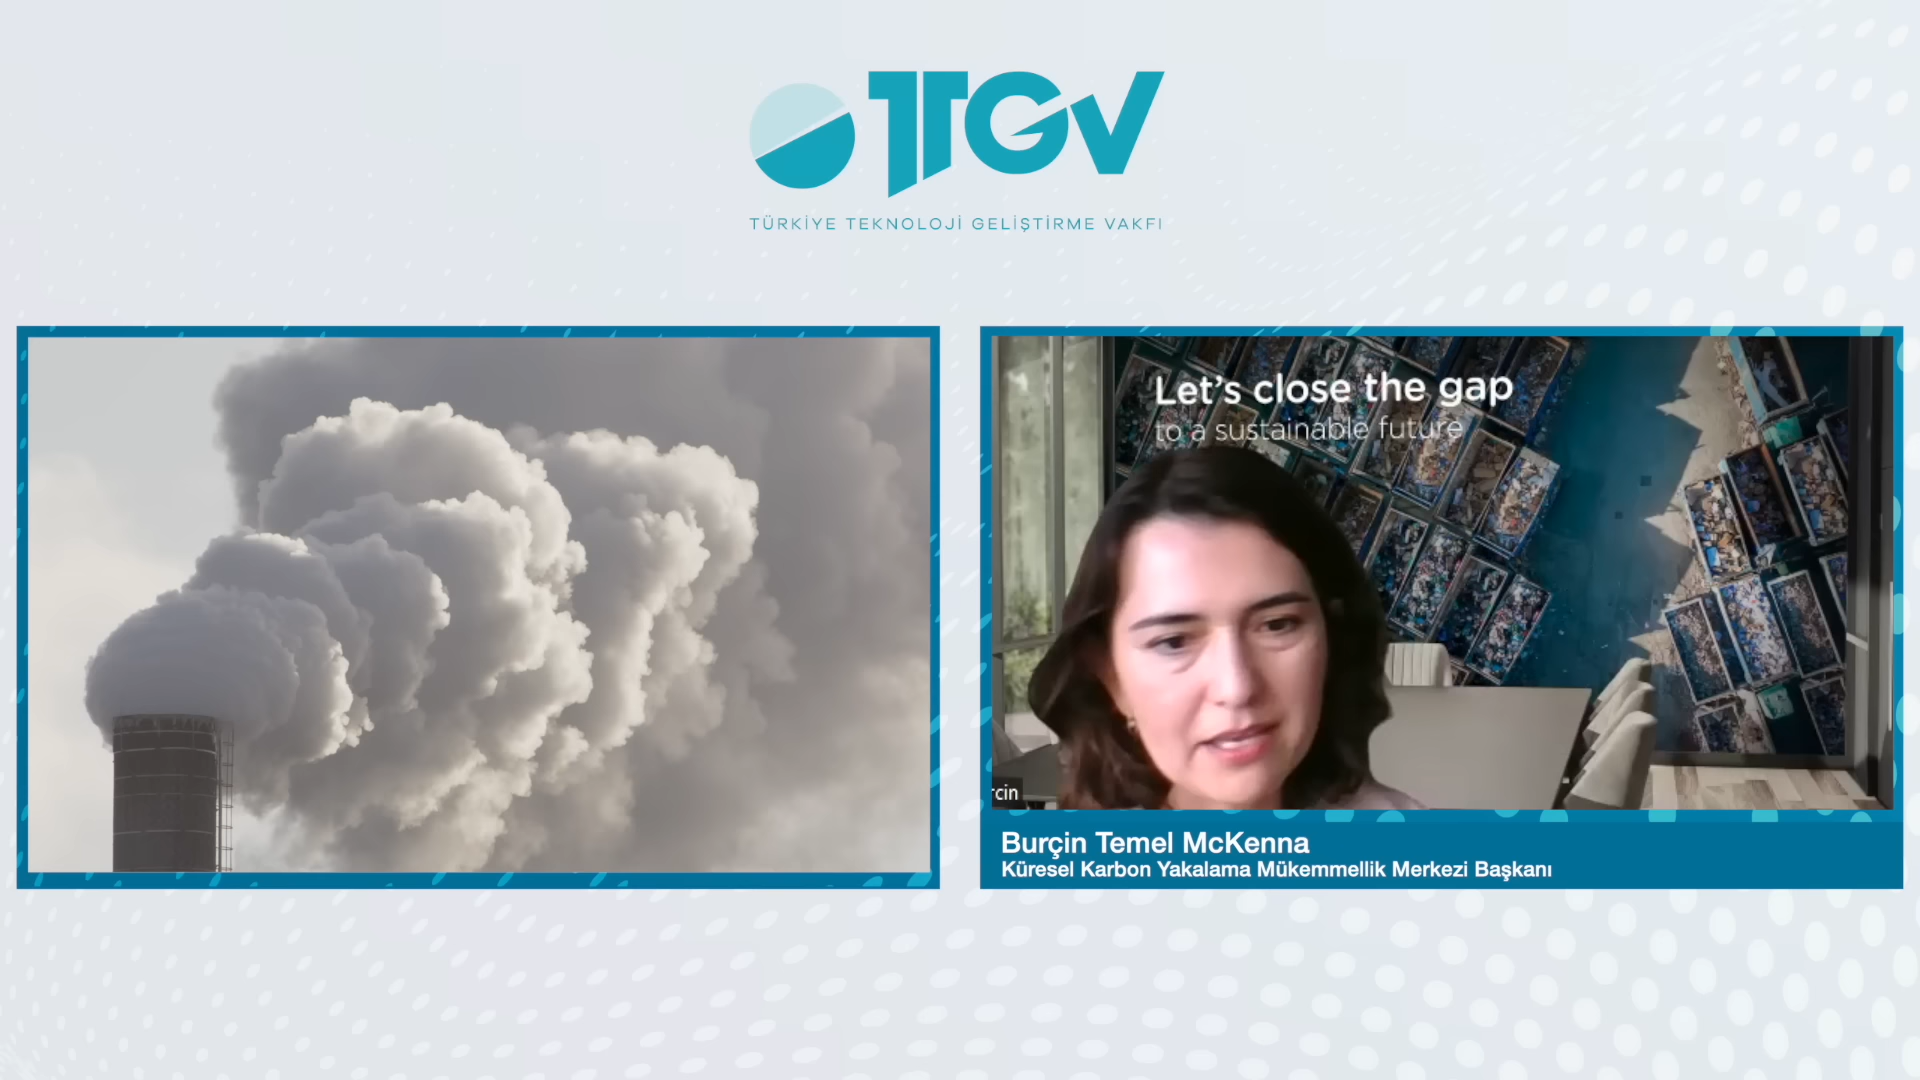 TTGV
TÜRKİYE TEKNOLOJİ GELİŞTİRME VAKFI
Let's close the gap
to a sustainable future
rcin
Burçin Temel McKenna
Küresel Karbon Yakalama Mükemmellik Merkezi Başkanı